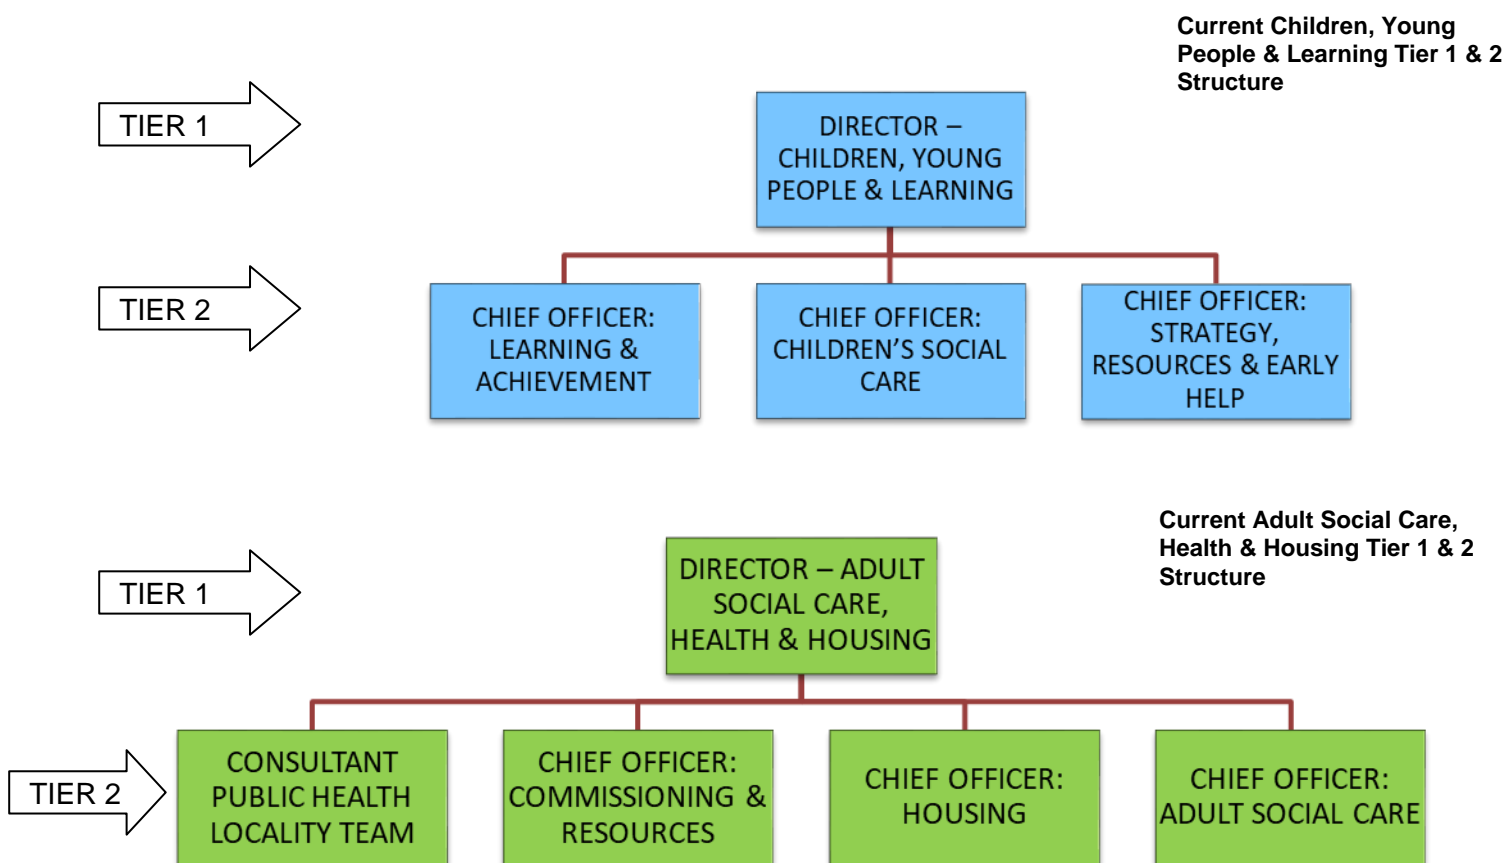 Current Children, Young
People & Learning Tier 1 & 2
Structure
TIER 1
DIRECTOR –
CHILDREN, YOUNG
PEOPLE & LEARNING
TIER 2
CHIEF OFFICER:
LEARNING &
ACHIEVEMENT
CHIEF OFFICER:
CHILDREN’S SOCIAL
CARE
CHIEF OFFICER:
STRATEGY,
RESOURCES & EARLY
HELP
Current Adult Social Care,
Health & Housing Tier 1 & 2
Structure
TIER 1
DIRECTOR – ADULT
SOCIAL CARE,
HEALTH & HOUSING
TIER 2
CONSULTANT
PUBLIC HEALTH
LOCALITY TEAM
CHIEF OFFICER:
COMMISSIONING &
RESOURCES
CHIEF OFFICER:
HOUSING
CHIEF OFFICER:
ADULT SOCIAL CARE